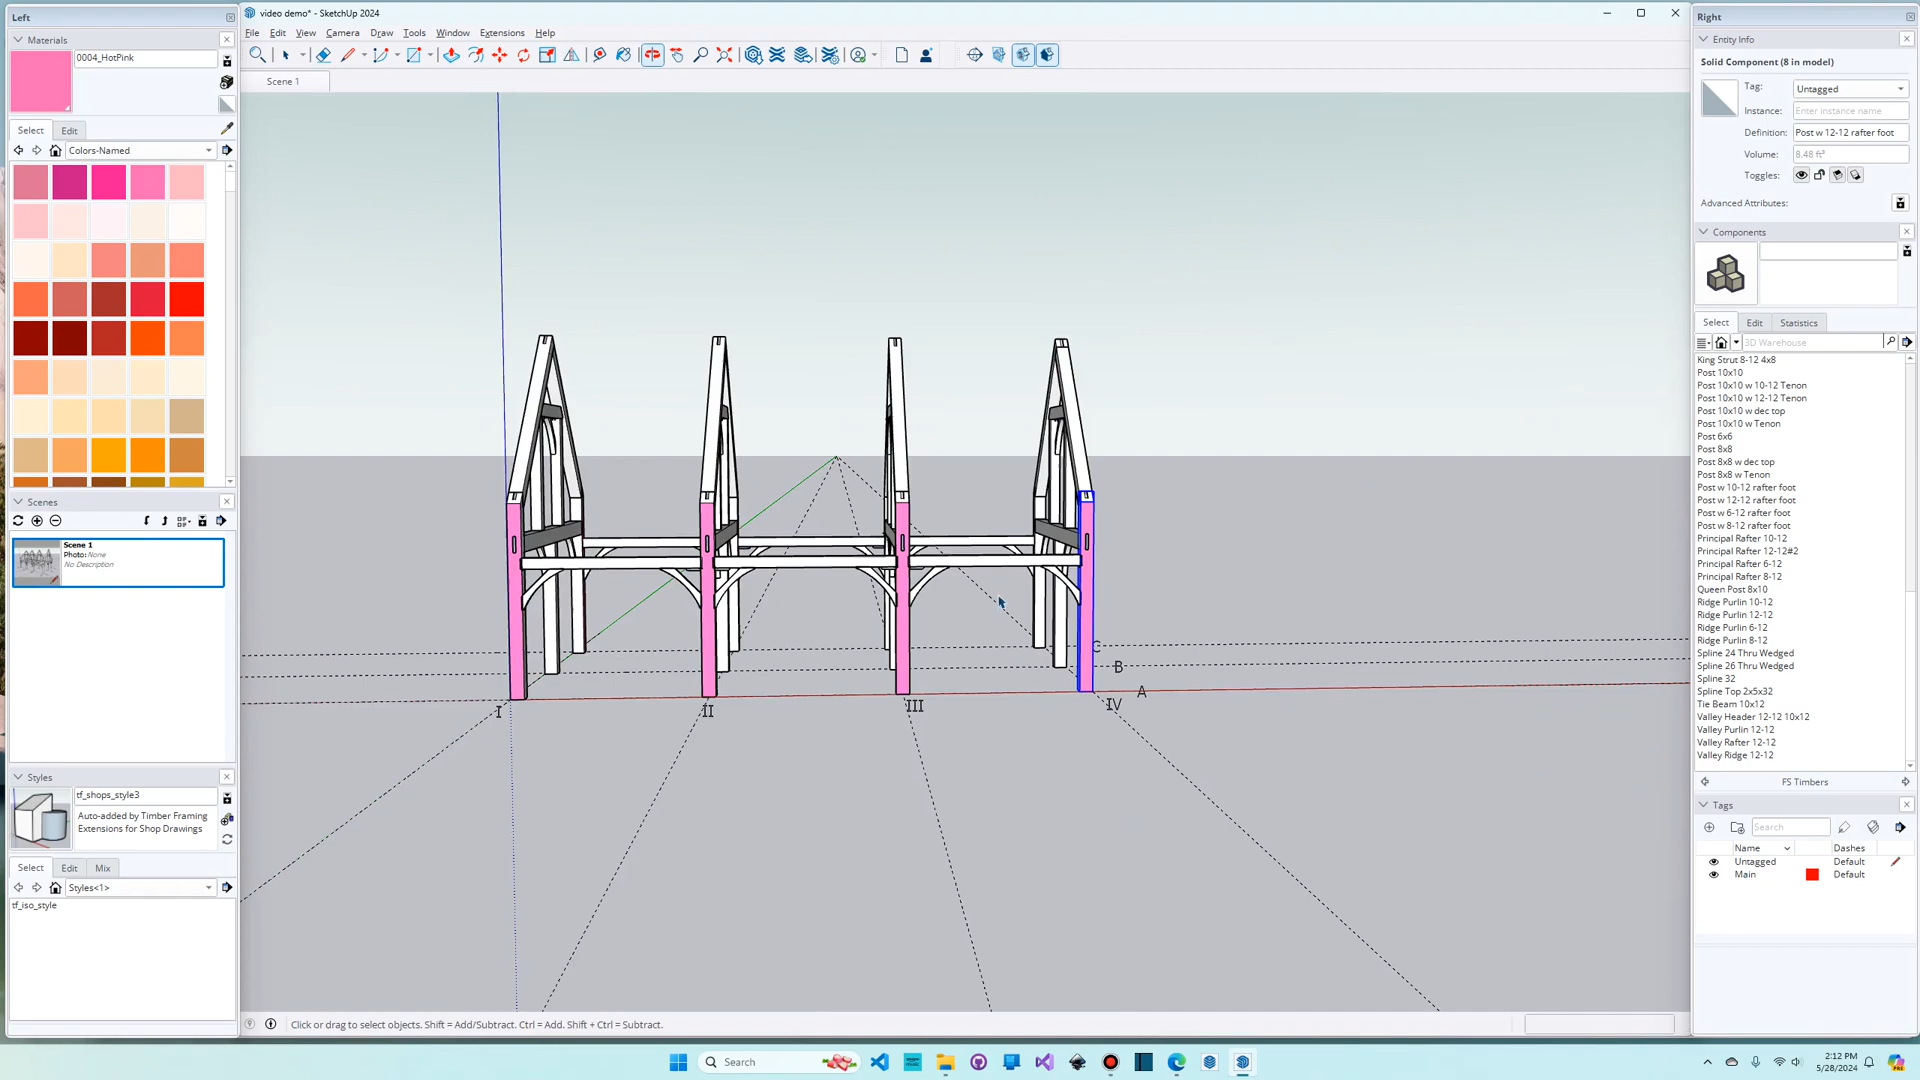 Left
video demo* - SketchUp 2024
Right
Materials
0004_HotPink
Select
Edit
Colors-Named
File
Edit
View
Camera
Draw
Tools
Window
Extensions
Help
Scene 1
Entity Info
Solid Component (8 in model)
Tag:
Untagged
Instance:
Enter instance name
Definition:
Post w 12-12 rafter foot
Volume:
8.48 ft³
Toggles:
Advanced Attributes:
Components
Select
Edit
Statistics
3D Warehouse
King Strut 8-12 4x8
Post 10x10
Post 10x10 w 10-12 Tenon
Post 10x10 w 12-12 Tenon
Post 10x10 w dec top
Post 10x10 w Tenon
Post 6x6
Post 8x8
Post 8x8 w dec top
Post 8x8 w Tenon
Post w 10-12 rafter foot
Post w 12-12 rafter foot
Post w 6-12 rafter foot
Post w 8-12 rafter foot
Principal Rafter 10-12
Principal Rafter 12-12#2
Principal Rafter 6-12
Principal Rafter 8-12
Queen Post 8x10
Ridge Purlin 10-12
Ridge Purlin 12-12
Ridge Purlin 6-12
Ridge Purlin 8-12
Spline 24 Thru Wedged
Spline 26 Thru Wedged
Spline 32
Spline Top 2x5x32
Tie Beam 10x12
Valley Header 12-12 10x12
Valley Purlin 12-12
Valley Rafter 12-12
Valley Ridge 12-12
FS Timbers
Tags
Search
Name
Dashes
Untagged
Default
Main
Default
Scenes
Scene 1
Photo: None
No Description
Styles
tf_shops_style3
Auto-added by Timber Framing
Extensions for Shop Drawings
Select
Edit
Mix
Styles<1>
tf_iso_style
C
B
A
I
II
III
IV
Click or drag to select objects. Shift = Add/Subtract. Ctrl = Add. Shift + Ctrl = Subtract.
Search
2:12 PM
5/28/2024